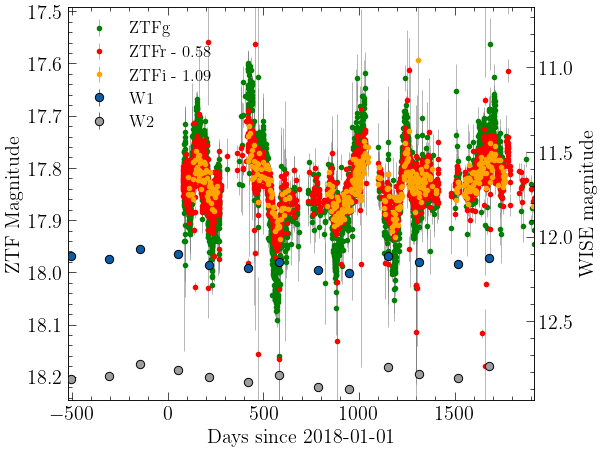 17.5
17.6
17.7
17.8
17.9
18.0
18.1
18.2
ZTF Magnitude
ZTFg
ZTFr - 0.58
ZTFi - 1.09
W1
W2
11.0
11.5
12.0
12.5
WISE magnitude
−500
0
500
1000
1500
Days since 2018-01-01